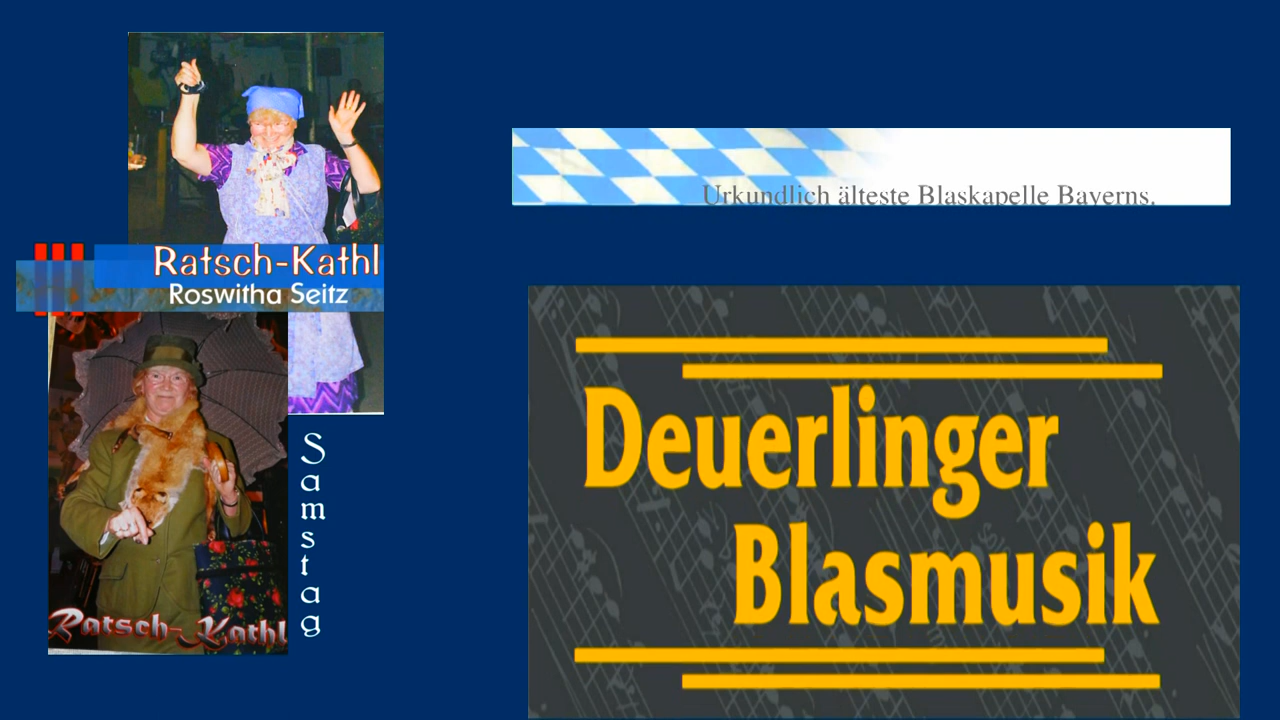 Ratsch-Kathl
Roswitha Seitz
Ratsch-Kathl
Samstag
Urkundlich älteste Blaskapelle Bayerns.
Deuerlinger
Blasmusik